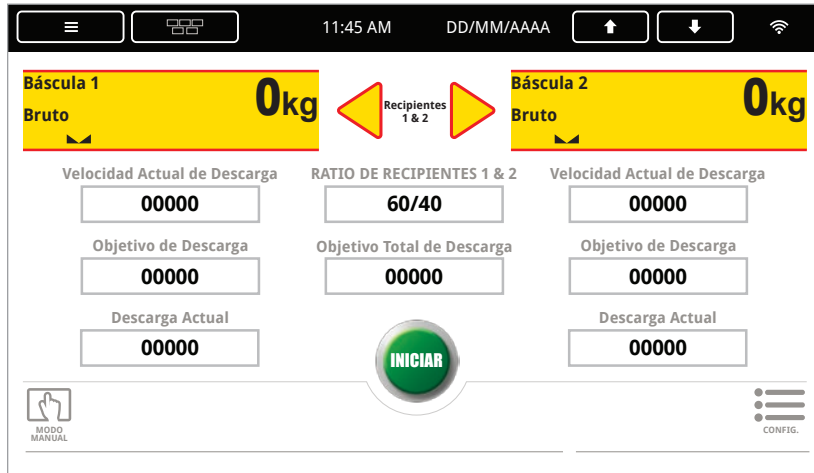 11:45 AM DD/MM/AAAA
Báscula 1
0kg
Bruto
Recipientes
1 & 2
Báscula 2
0kg
Bruto
Velocidad Actual de Descarga
RATIO DE RECIPIENTES 1 & 2
Velocidad Actual de Descarga
00000
60/40
00000
Objetivo de Descarga
Objetivo Total de Descarga
Objetivo de Descarga
00000
00000
00000
Descarga Actual
Descarga Actual
00000
00000
INICIAR
MODO
MANUAL
CONFIG.